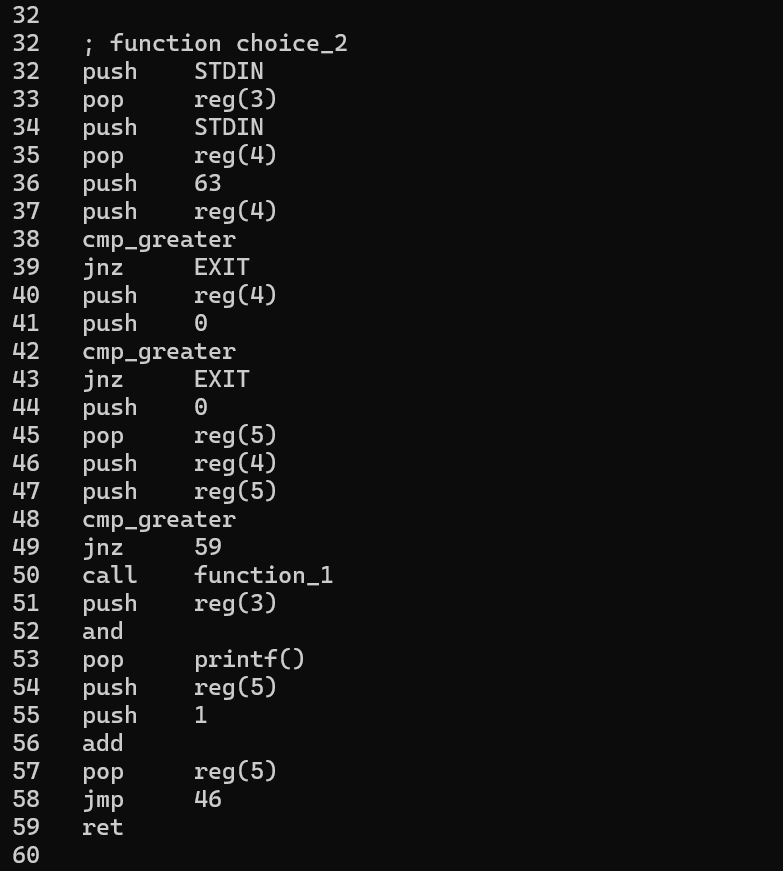 32
32 ; function choice_2
32 push STDIN
33 pop reg(3)
34 push STDIN
35 pop reg(4)
36 push 63
37 push reg(4)
38 cmp_greater
39 jnz EXIT
40 push reg(4)
41 push 0
42 cmp_greater
43 jnz EXIT
44 push 0
45 pop reg(5)
46 push reg(4)
47 push reg(5)
48 cmp_greater
49 jnz 59
50 call function_1
51 push reg(3)
52 and
53 pop printf()
54 push reg(5)
55 push 1
56 add
57 pop reg(5)
58 jmp 46
59 ret
60